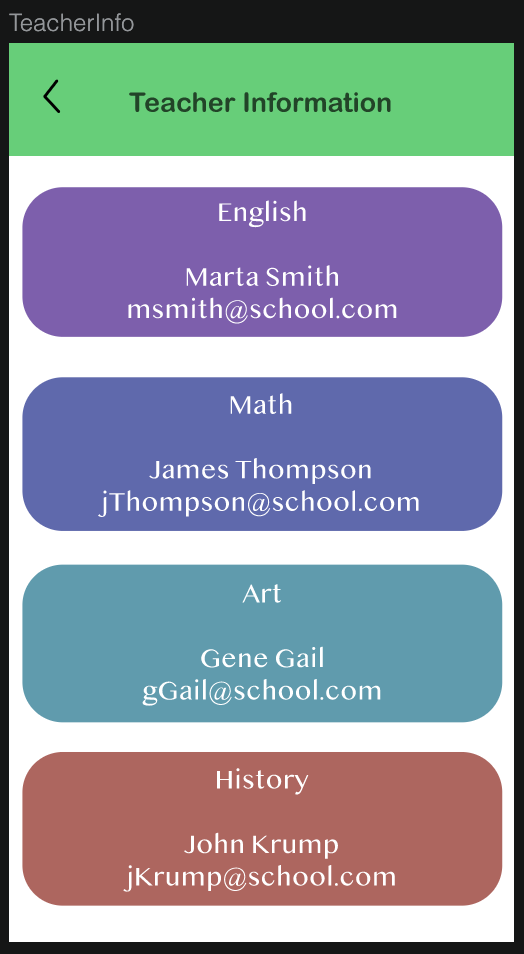 TeacherInfo
Teacher Information
English
Marta Smith
msmith@school.com
Math
James Thompson
jThompson@school.com
Art
Gene Gail
gGail@school.com
History
John Krump
jKrump@school.com